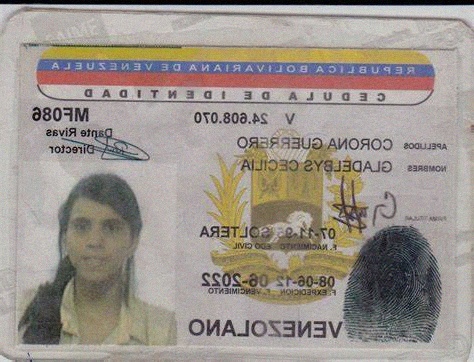 REPUBLICA BOLIVARIANA DE VENEZUELA
CEDULA DE IDENTIDAD
V 24.608.070 MF086
APELLIDOS CORONA GUERRERO Dante Rivas
NOMBRES GLADELBYS CECILIA Director
FIRMA TITULAR
07-11-95 SOLTERA
F. NACIMIENTO EDO CIVIL
08-06-12 06-2022
F. EXPEDICION F. VENCIMIENTO
VENEZOLANO